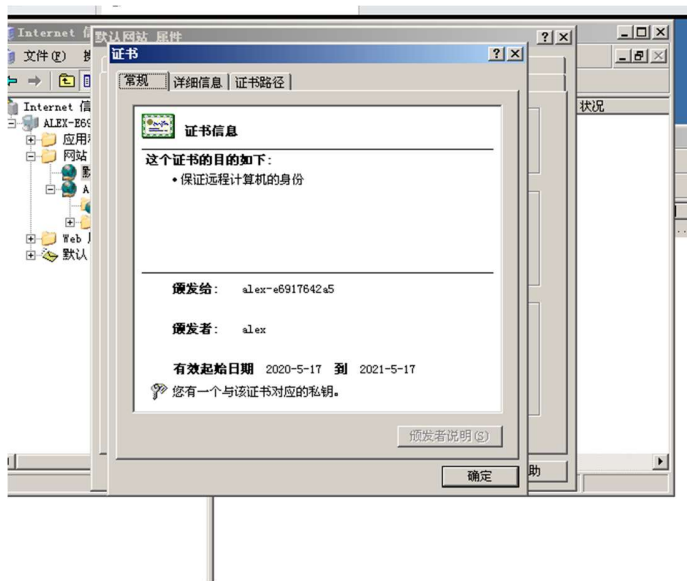 Internet 信
默认网站 属性
文件(F)
证书
常规 详细信息 证书路径
Internet 信
状况
ALEX-E69
证书信息
应用
网站
这个证书的目的如下:
•保证远程计算机的身份
默
A
Web
默认
颁发给: alex-e6917642a5
颁发者: alex
有效起始日期 2020-5-17 到 2021-5-17
您有一个与该证书对应的私钥。
颁发者说明(S)
确定
助